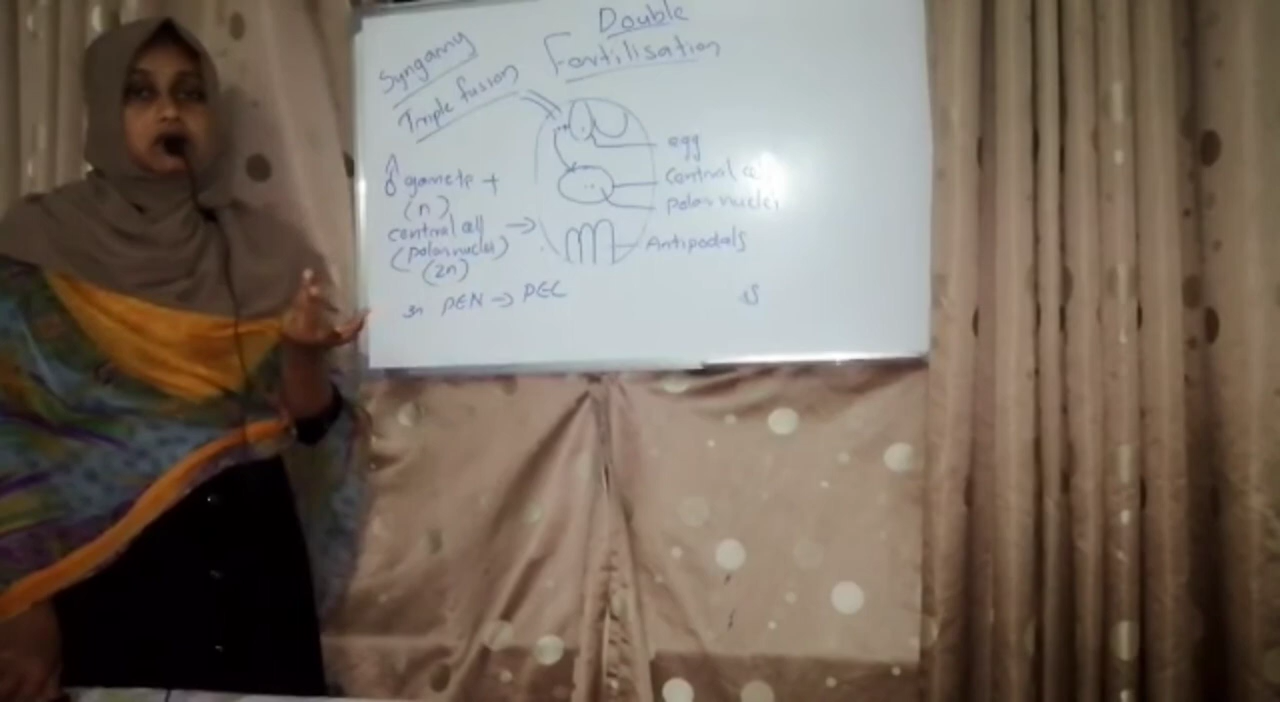 Double
Fertilisation
Syngamy
Triple fusion
egg
Central cell
polar nuclei
Antipodals
♂ gamete +
(n)
central cell →
(polar nuclei)
(2n)
3n PEN → PEC